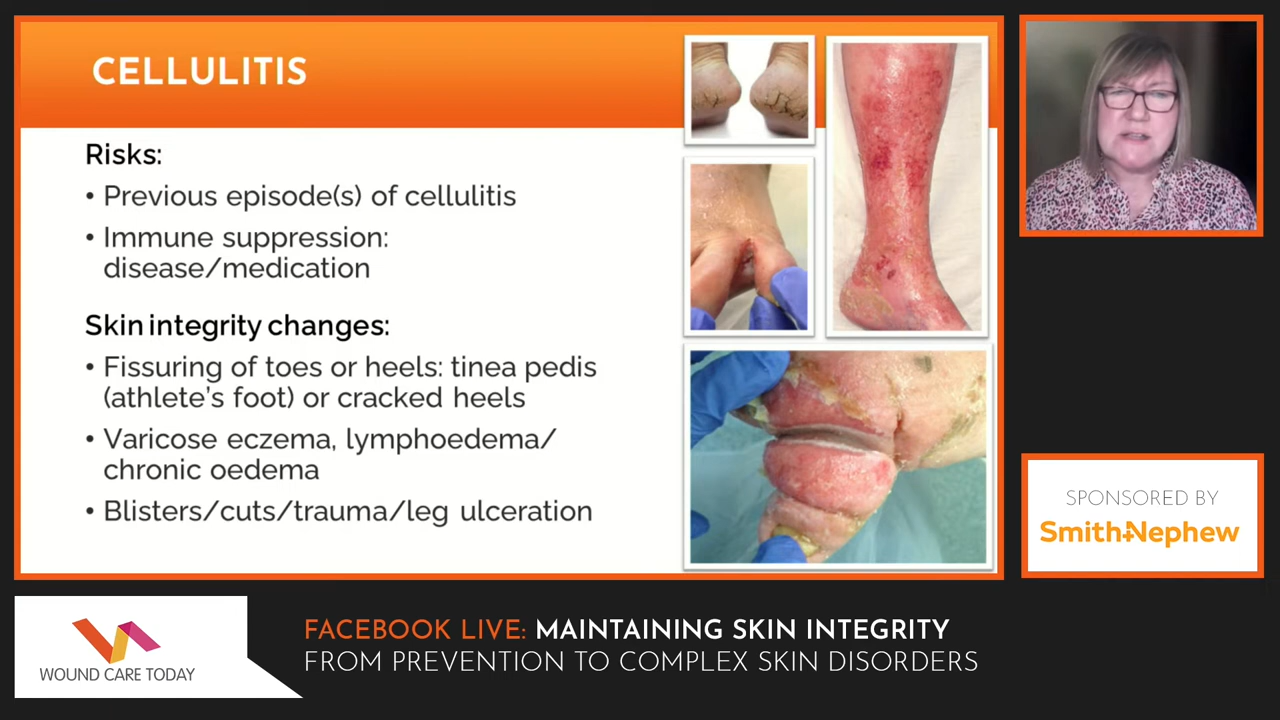 CELLULITIS
Risks:
• Previous episode(s) of cellulitis
• Immune suppression:
disease/medication
Skin integrity changes:
• Fissuring of toes or heels: tinea pedis
(athlete's foot) or cracked heels
• Varicose eczema, lymphoedema/
chronic oedema
• Blisters/cuts/trauma/leg ulceration
SPONSORED BY
Smith+Nephew
WOUND CARE TODAY
FACEBOOK LIVE: MAINTAINING SKIN INTEGRITY
FROM PREVENTION TO COMPLEX SKIN DISORDERS